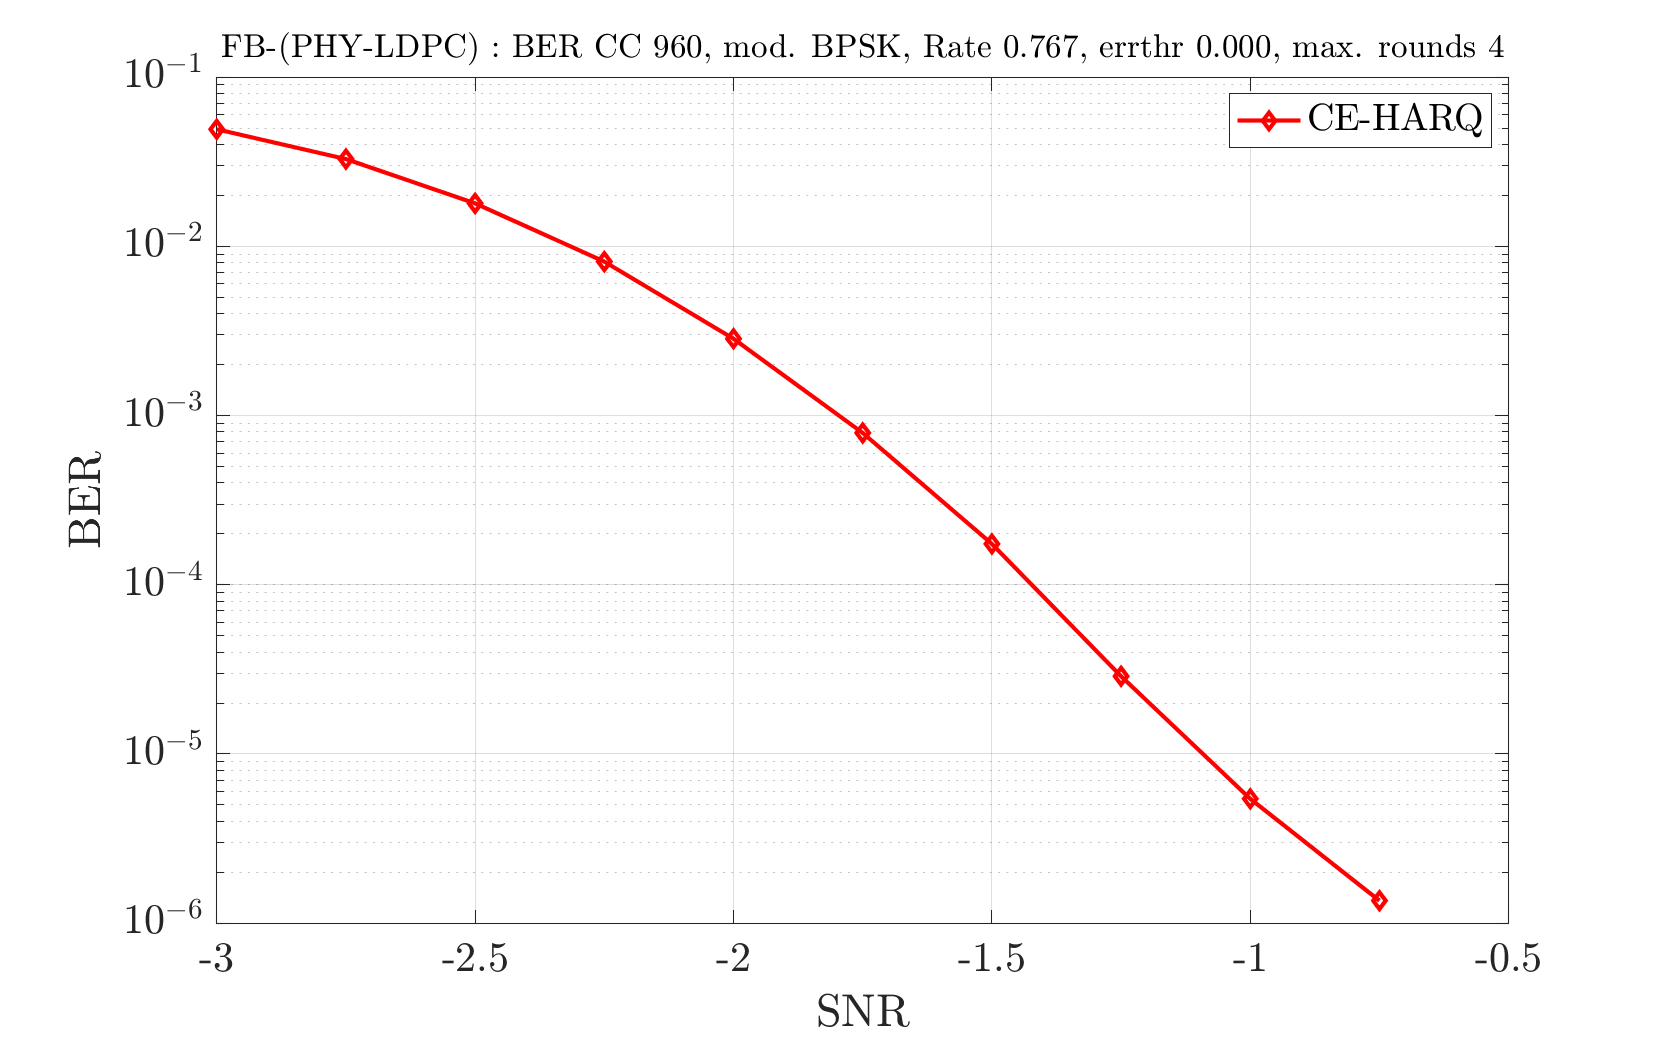 FB-(PHY-LDPC) : BER CC 960, mod. BPSK, Rate 0.767, errthr 0.000, max. rounds 4
CE-HARQ
10⁻¹
10⁻²
10⁻³
10⁻⁴
10⁻⁵
10⁻⁶
BER
-3 -2.5 -2 -1.5 -1 -0.5
SNR